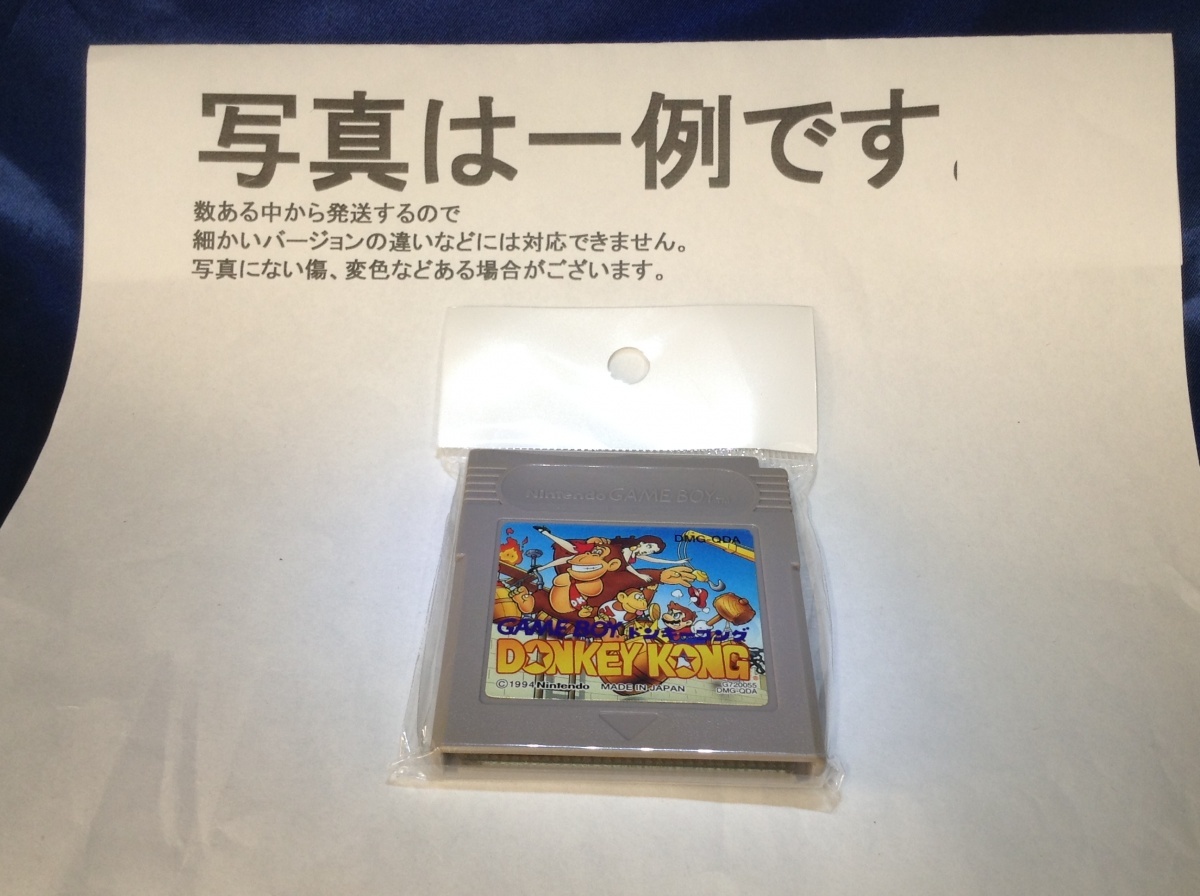 写真は一例です。
数ある中から発送するので
細かいバージョンの違いなどには対応できません。
写真にない傷、変色などある場合がございます。
Nintendo GAME BOY
DMG-QDA
GAME BOY ドンキーコング
DONKEY KONG
©1994 Nintendo MADE IN JAPAN
G720055
DMG-QDA